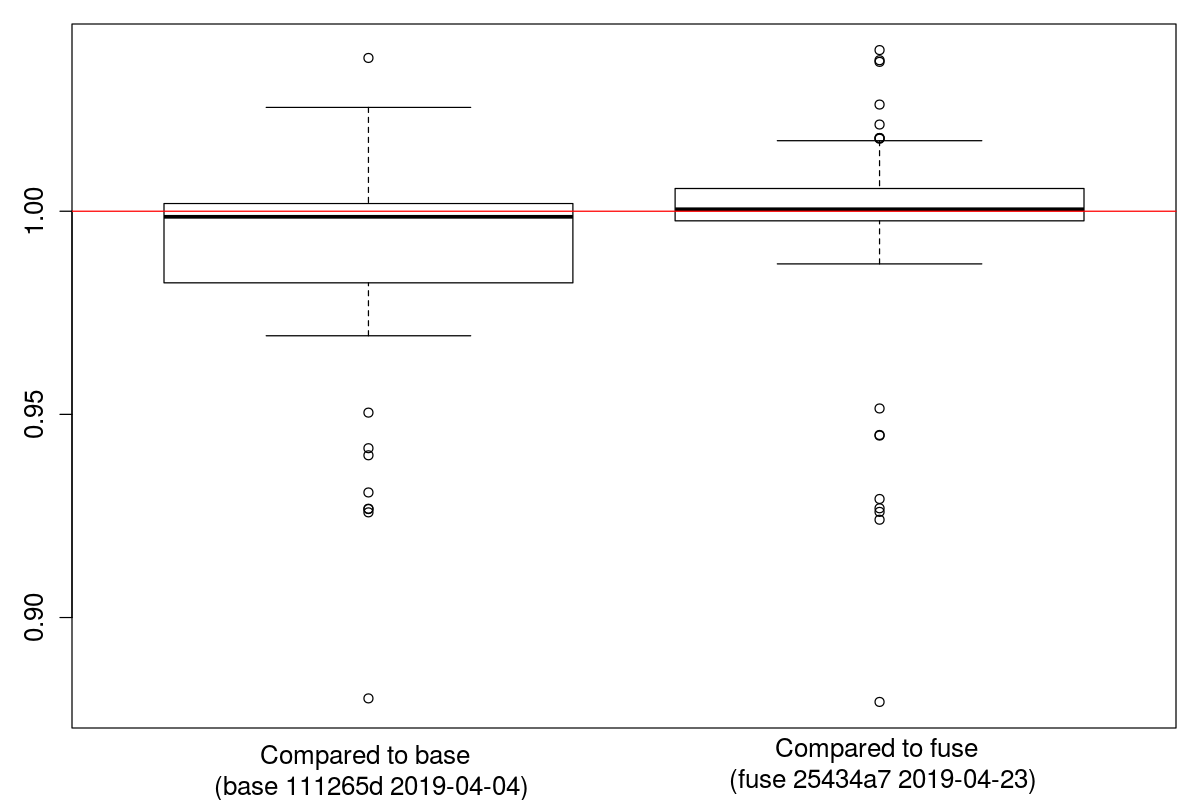 1.00
0.95
0.90
Compared to base
(base 111265d 2019-04-04)
Compared to fuse
(fuse 25434a7 2019-04-23)